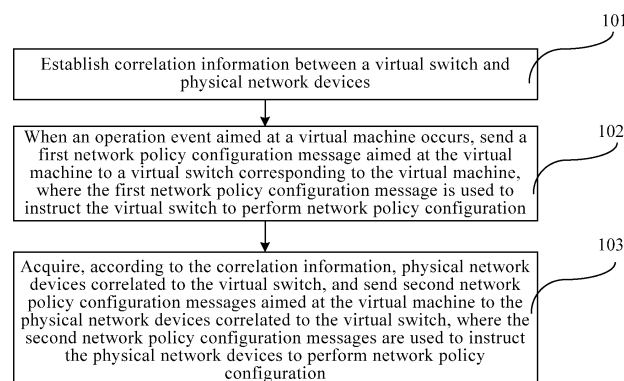 101
Establish correlation information between a virtual switch and
physical network devices
102
When an operation event aimed at a virtual machine occurs, send a
first network policy configuration message aimed at the virtual
machine to a virtual switch corresponding to the virtual machine,
where the first network policy configuration message is used to
instruct the virtual switch to perform network policy configuration
103
Acquire, according to the correlation information, physical network
devices correlated to the virtual switch, and send second network
policy configuration messages aimed at the virtual machine to the
physical network devices correlated to the virtual switch, where the
second network policy configuration messages are used to instruct
the physical network devices to perform network policy
configuration